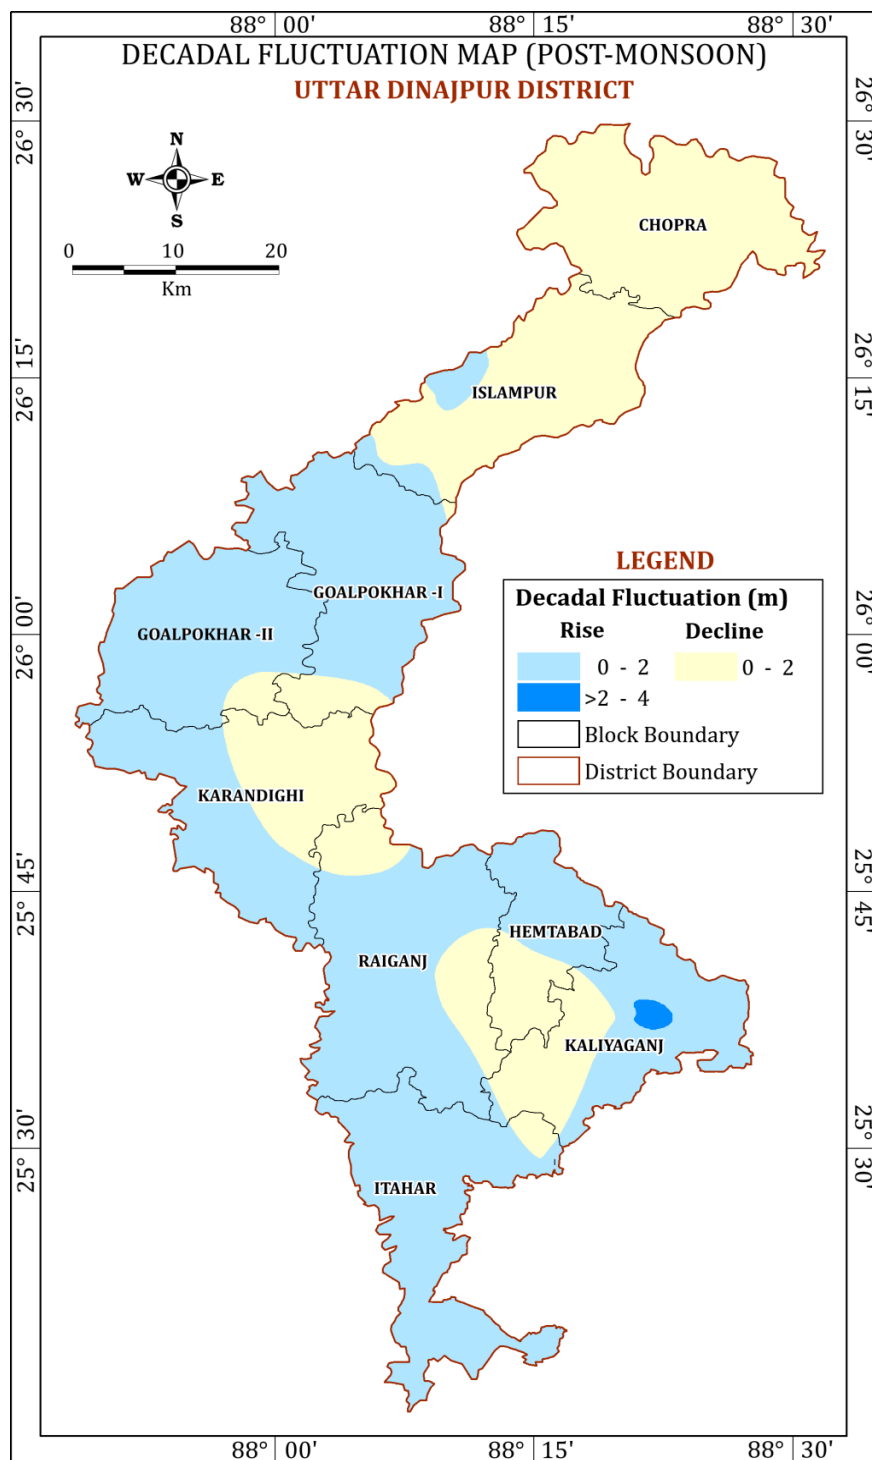 88° 00' 88° 15' 88° 30'
DECADAL FLUCTUATION MAP (POST-MONSOON)
UTTAR DINAJPUR DISTRICT
26° 30' 26° 30'
N
W E
S
0 10 20
Km
CHOPRA
26° 15' 26° 15'
ISLAMPUR
LEGEND
Decadal Fluctuation (m)
Rise Decline
0 - 2 0 - 2
>2 - 4
Block Boundary
District Boundary
GOALPOKHAR -I
26° 00' 26° 00'
GOALPOKHAR -II
KARANDIGHI
25° 45' 25° 45'
HEMTABAD
RAIGANJ
KALIYAGANJ
25° 30' 25° 30'
ITAHAR
88° 00' 88° 15' 88° 30'